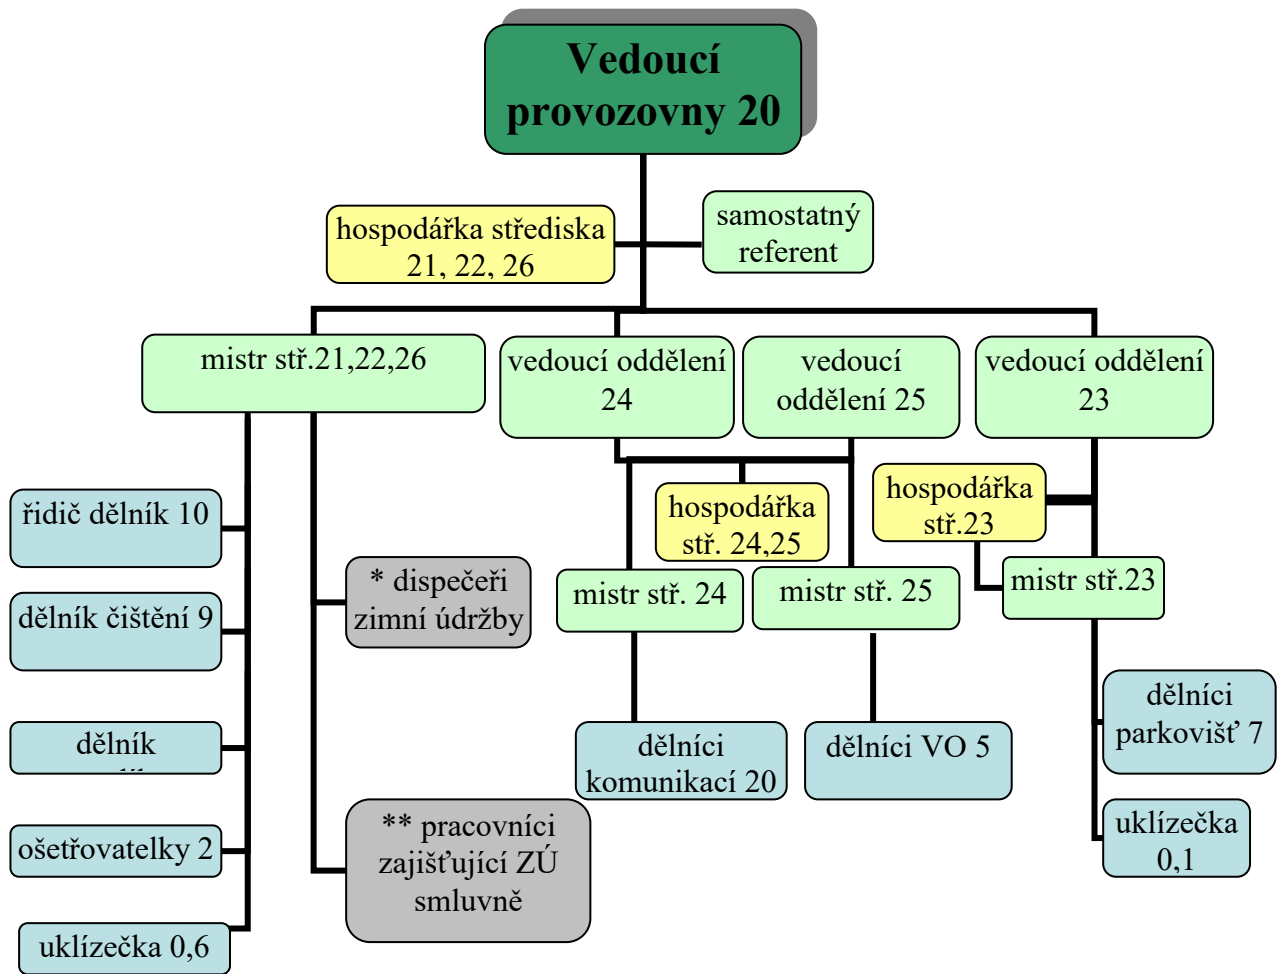 Vedoucí
provozovny 20
hospodářka střediska
21, 22, 26
samostatný
referent
mistr stř.21,22,26
vedoucí oddělení
24
vedoucí
oddělení 25
vedoucí oddělení
23
řidič dělník 10
dělník čištění 9
dělník
ošetřovatelky 2
uklízečka 0,6
* dispečeři
zimní údržby
** pracovníci
zajišťující ZÚ
smluvně
hospodářka
stř. 24,25
mistr stř. 24
mistr stř. 25
dělníci
komunikací 20
dělníci VO 5
hospodářka
stř.23
mistr stř.23
dělníci
parkovišť 7
uklízečka
0,1